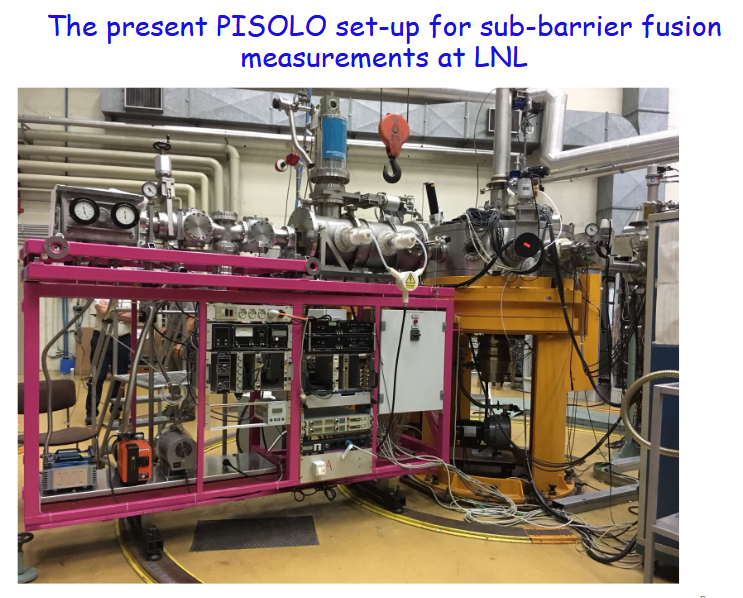 The present PISOLO set-up for sub-barrier fusion
measurements at LNL